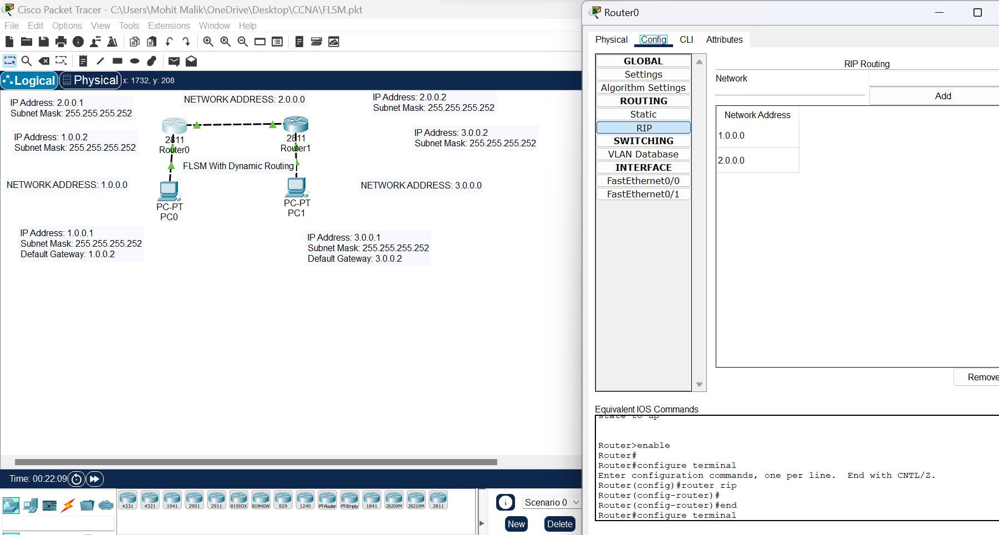 Cisco Packet Tracer - C:\Users\Mohit Malik\OneDrive\Desktop\CCNA\FLSM.pkt
File Edit Options View Tools Extensions Window Help
Logical Physical x: 1732, y: 208
IP Address: 2.0.0.1
Subnet Mask: 255.255.255.252
NETWORK ADDRESS: 2.0.0.0
IP Address: 2.0.0.2
Subnet Mask: 255.255.255.252
IP Address: 1.0.0.2
Subnet Mask: 255.255.255.252
2811
Router0
2811
Router1
IP Address: 3.0.0.2
Subnet Mask: 255.255.255.252
FLSM With Dynamic Routing
NETWORK ADDRESS: 1.0.0.0
NETWORK ADDRESS: 3.0.0.0
PC-PT
PC0
PC-PT
PC1
IP Address: 1.0.0.1
Subnet Mask: 255.255.255.252
Default Gateway: 1.0.0.2
IP Address: 3.0.0.1
Subnet Mask: 255.255.255.252
Default Gateway: 3.0.0.2
Time: 00:22:09
4331 4321 1941 2901 2911 819IOX 819HGW 829 1240 PT-Router PT-Empty 1841 2620XM 2621XM 2811
Scenario 0
New Delete
Router0
Physical Config CLI Attributes
GLOBAL
Settings
Algorithm Settings
ROUTING
Static
RIP
SWITCHING
VLAN Database
INTERFACE
FastEthernet0/0
FastEthernet0/1
RIP Routing
Network
Add
Network Address
1.0.0.0
2.0.0.0
Remove
Equivalent IOS Commands
state to up
Router>enable
Router#
Router#configure terminal
Enter configuration commands, one per line. End with CNTL/Z.
Router(config)#router rip
Router(config-router)#
Router(config-router)#end
Router#configure terminal